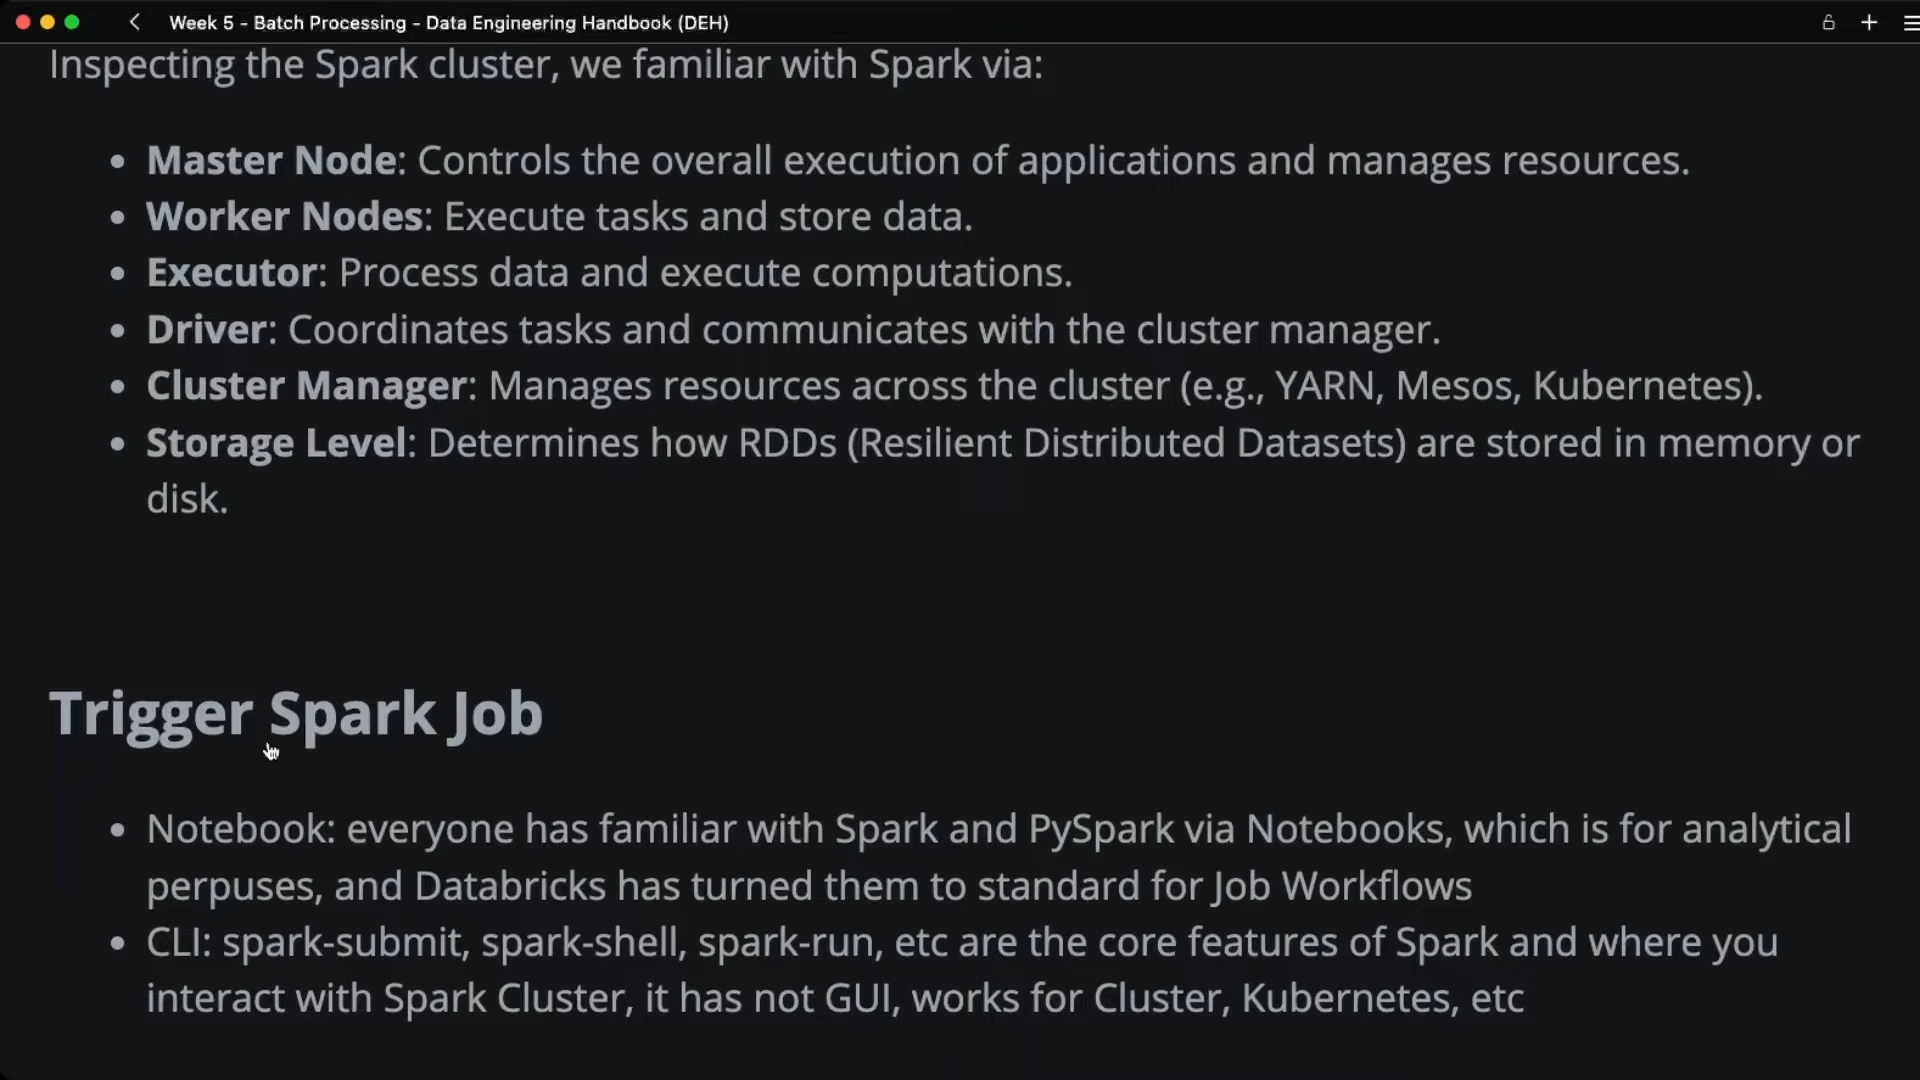 Week 5 - Batch Processing - Data Engineering Handbook (DEH)
Inspecting the Spark cluster, we familiar with Spark via:
• Master Node: Controls the overall execution of applications and manages resources.
• Worker Nodes: Execute tasks and store data.
• Executor: Process data and execute computations.
• Driver: Coordinates tasks and communicates with the cluster manager.
• Cluster Manager: Manages resources across the cluster (e.g., YARN, Mesos, Kubernetes).
• Storage Level: Determines how RDDs (Resilient Distributed Datasets) are stored in memory or
disk.
Trigger Spark Job
• Notebook: everyone has familiar with Spark and PySpark via Notebooks, which is for analytical
perpuses, and Databricks has turned them to standard for Job Workflows
• CLI: spark-submit, spark-shell, spark-run, etc are the core features of Spark and where you
interact with Spark Cluster, it has not GUI, works for Cluster, Kubernetes, etc